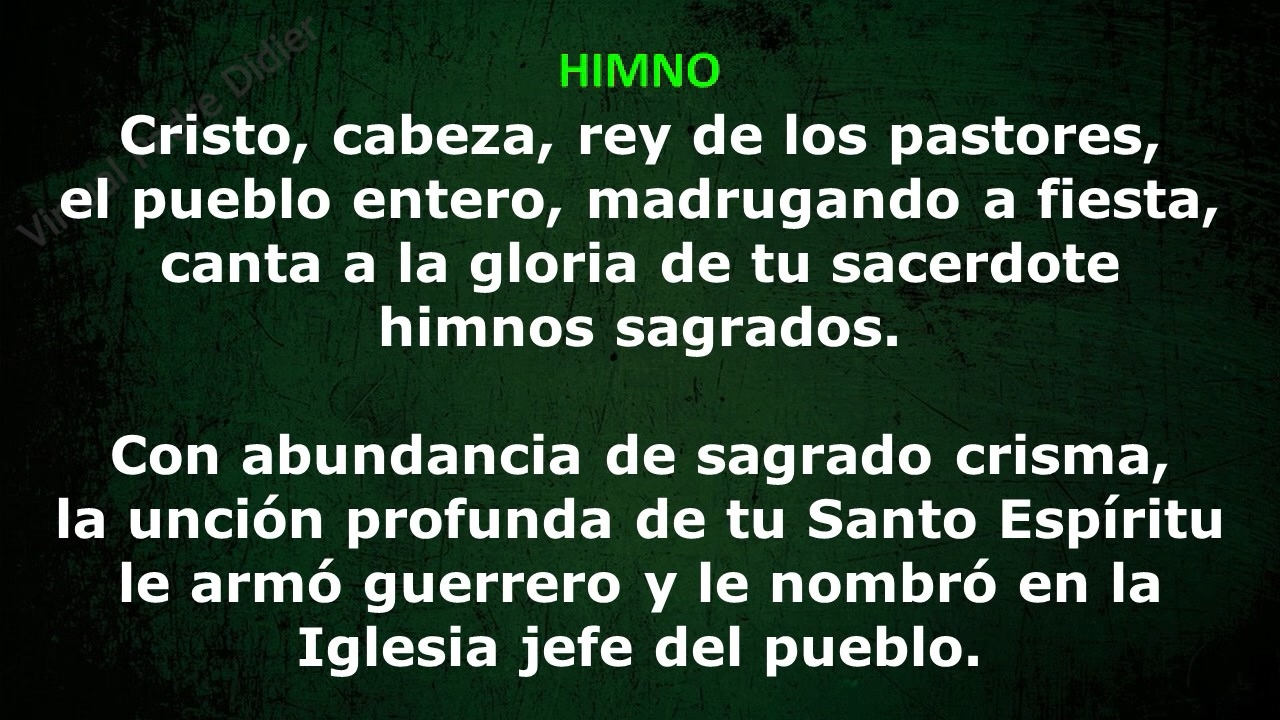 HIMNO
Cristo, cabeza, rey de los pastores,
el pueblo entero, madrugando a fiesta,
canta a la gloria de tu sacerdote
himnos sagrados.
Con abundancia de sagrado crisma,
la unción profunda de tu Santo Espíritu
le armó guerrero y le nombró en la
Iglesia jefe del pueblo.
Didier